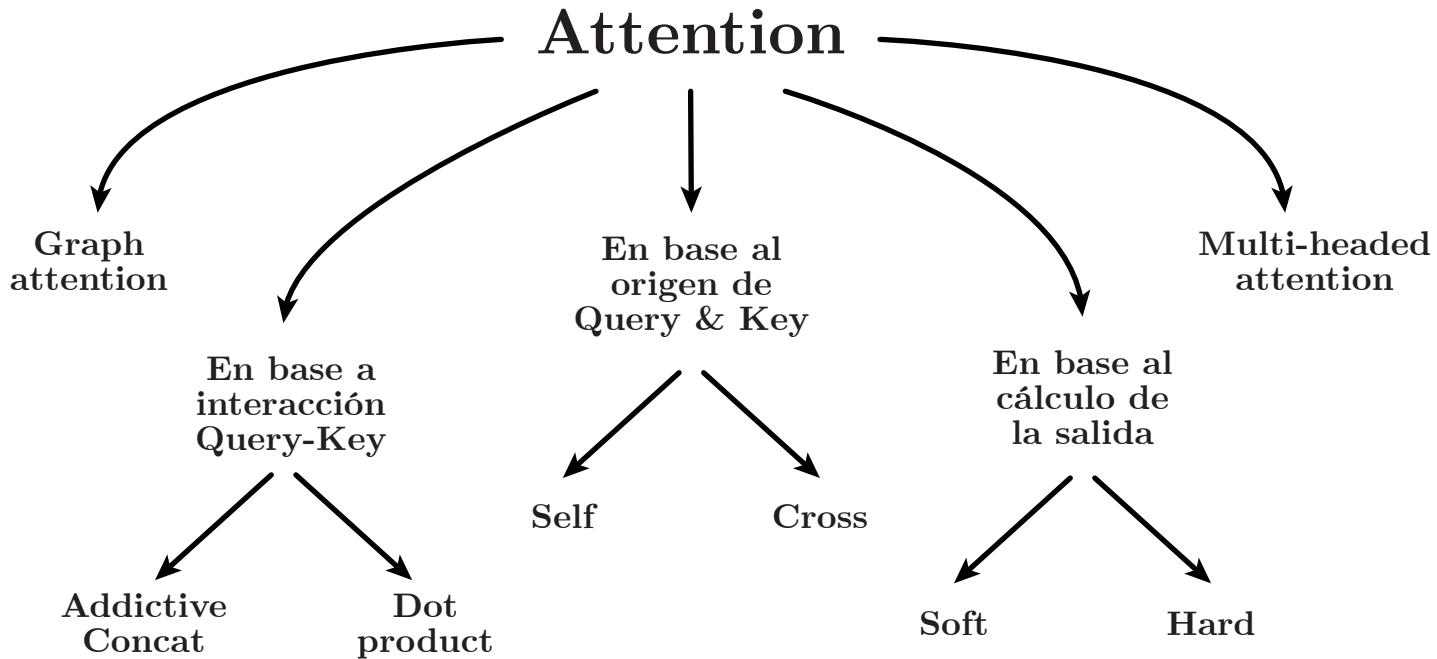 Attention
Graph
attention
En base a
interacción
Query-Key
Addictive
Concat
Dot
product
En base al
origen de
Query & Key
Self
Cross
En base al
cálculo de
la salida
Soft
Hard
Multi-headed
attention